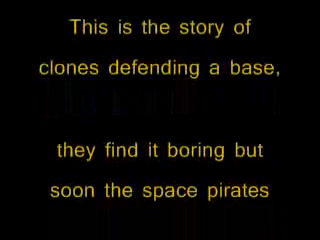 This is the story of
clones defending a base,
they find it boring but
soon the space pirates